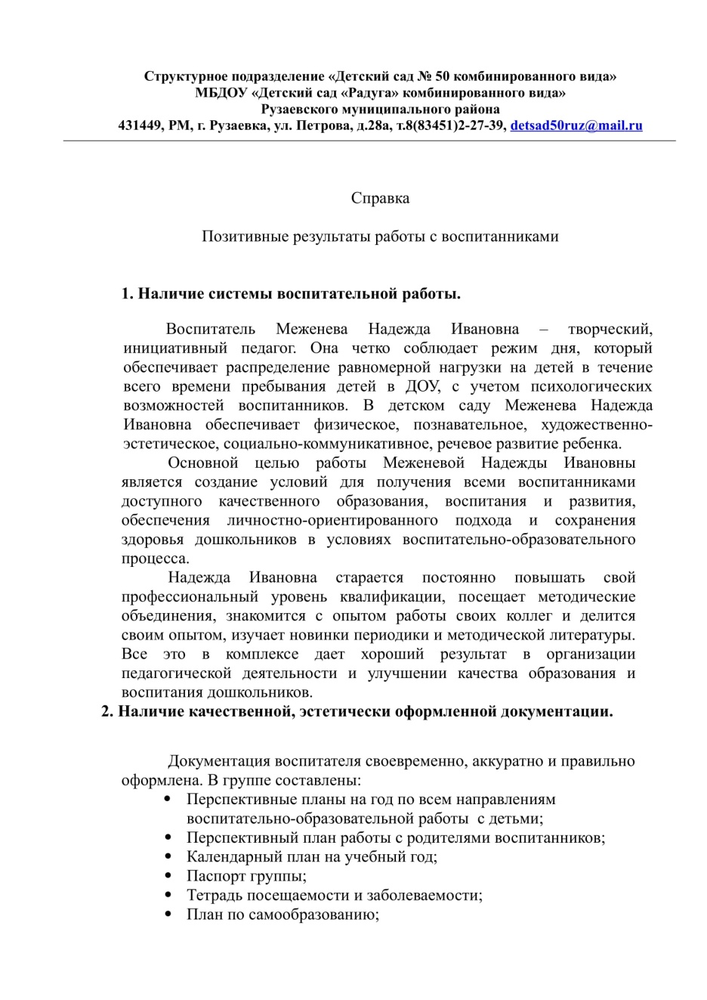 Структурное подразделение «Детский сад № 50 комбинированного вида»
МБДОУ «Детский сад «Радуга» комбинированного вида»
Рузаевского муниципального района
431449, РМ, г. Рузаевка, ул. Петрова, д.28а, т.8(83451)2-27-39, detsad50ruz@mail.ru
Справка
Позитивные результаты работы с воспитанниками
1. Наличие системы воспитательной работы.
Воспитатель Меженева Надежда Ивановна – творческий,
инициативный педагог. Она четко соблюдает режим дня, который
обеспечивает распределение равномерной нагрузки на детей в течение
всего времени пребывания детей в ДОУ, с учетом психологических
возможностей воспитанников. В детском саду Меженева Надежда
Ивановна обеспечивает физическое, познавательное, художественно-
эстетическое, социально-коммуникативное, речевое развитие ребенка.
Основной целью работы Меженевой Надежды Ивановны
является создание условий для получения всеми воспитанниками
доступного качественного образования, воспитания и развития,
обеспечения личностно-ориентированного подхода и сохранения
здоровья дошкольников в условиях воспитательно-образовательного
процесса.
Надежда Ивановна старается постоянно повышать свой
профессиональный уровень квалификации, посещает методические
объединения, знакомится с опытом работы своих коллег и делится
своим опытом, изучает новинки периодики и методической литературы.
Все это в комплексе дает хороший результат в организации
педагогической деятельности и улучшении качества образования и
воспитания дошкольников.
2. Наличие качественной, эстетически оформленной документации.
Документация воспитателя своевременно, аккуратно и правильно
оформлена. В группе составлены:
• Перспективные планы на год по всем направлениям
воспитательно-образовательной работы с детьми;
• Перспективный план работы с родителями воспитанников;
• Календарный план на учебный год;
• Паспорт группы;
• Тетрадь посещаемости и заболеваемости;
• План по самообразованию;